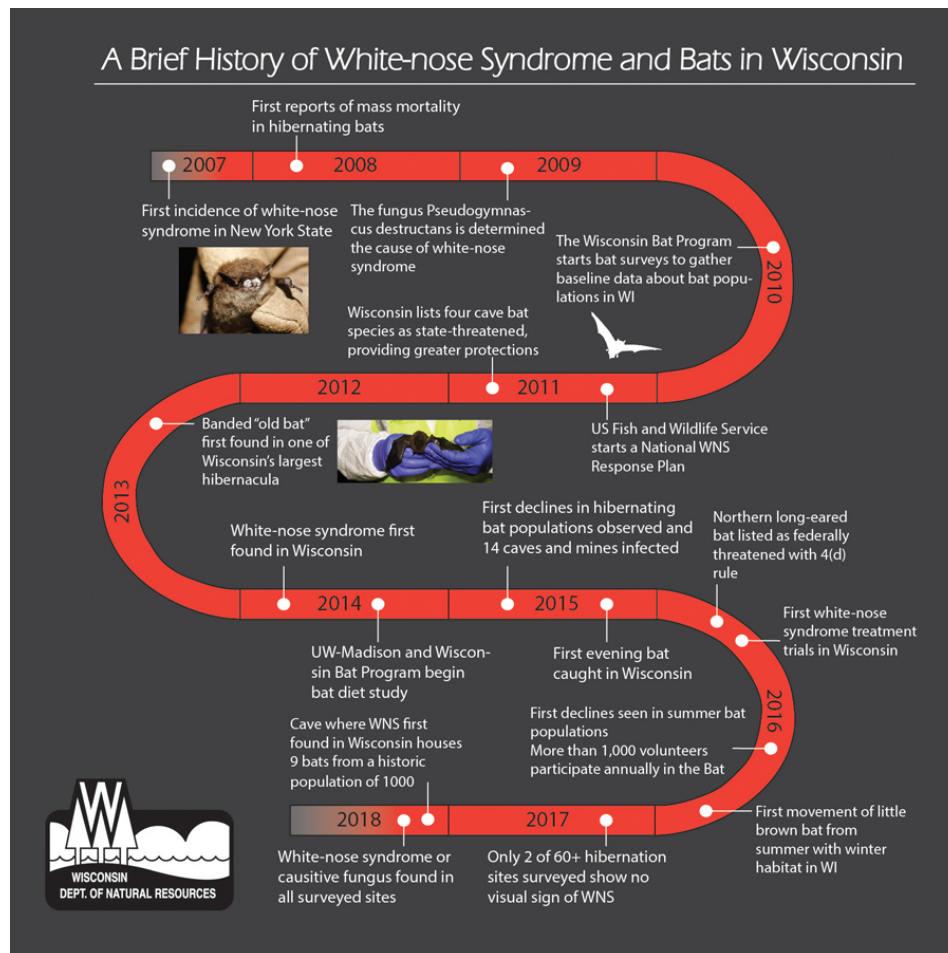 A Brief History of White-nose Syndrome and Bats in Wisconsin
First reports of mass mortality
in hibernating bats
2007
2008
2009
First incidence of white-nose
syndrome in New York State
The fungus Pseudogymnas-
cus destructans is determined
the cause of white-nose
syndrome
The Wisconsin Bat Program
starts bat surveys to gather
baseline data about bat popu-
lations in WI
2010
Wisconsin lists four cave bat
species as state-threatened,
providing greater protections
2012
2011
US Fish and Wildlife Service
starts a National WNS
Response Plan
Banded "old bat"
first found in one of
Wisconsin's largest
hibernacula
2013
White-nose syndrome first
found in Wisconsin
First declines in hibernating
bat populations observed and
14 caves and mines infected
Northern long-eared
bat listed as federally
threatened with 4(d)
rule
2014
2015
First white-nose
syndrome treatment
trials in Wisconsin
UW-Madison and Wiscon-
sin Bat Program begin
bat diet study
First evening bat
caught in Wisconsin
2016
First declines seen in summer bat
populations
More than 1,000 volunteers
participate annually in the Bat
Cave where WNS first
found in Wisconsin houses
9 bats from a historic
population of 1000
2018
2017
First movement of little
brown bat from
summer with winter
habitat in WI
White-nose syndrome or
causitive fungus found in
all surveyed sites
Only 2 of 60+ hibernation
sites surveyed show no
visual sign of WNS
W
WISCONSIN
DEPT. OF NATURAL RESOURCES